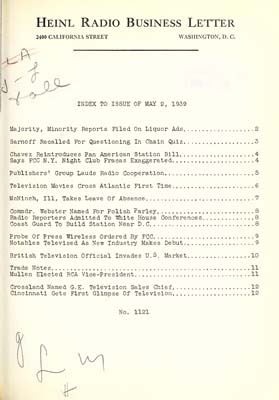 HEINL RADIO BUSINESS LETTER
2400 CALIFORNIA STREET WASHINGTON, D. C.
INDEX TO ISSUE OF MAY 2, 1939
Majority, Minority Reports Filed On Liquor Ads.................2
Sarnoff Recalled For Questioning In Chain Quiz.................3
Chavez Reintroduces Pan American Station Bill..................4
Says FCC N.Y. Night Club Fracas Exaggerated....................4
Publishers' Group Lauds Radio Cooperation......................5
Television Movies Cross Atlantic First Time....................6
McNinch, Ill, Takes Leave Of Absence...........................7
Commdr. Webster Named For Polish Parley........................8
Radio Reporters Admitted To White House Conferences............8
Coast Guard To Build Station Near D.C..........................8
Probe Of Press Wireless Ordered By FCC.........................9
Notables Televised As New Industry Makes Debut.................9
British Television Official Invades U.S. Market................10
Trade Notes....................................................11
Mullen Elected RCA Vice-President..............................11
Crossland Named G.E. Television Sales Chief....................12
Cincinnati Gets First Glimpse Of Television....................12
No. 1121